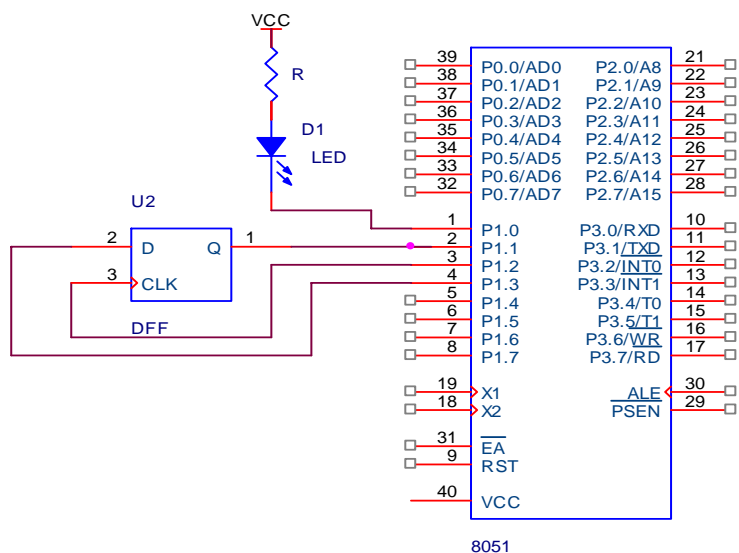 VCC
R
D1
LED
U2
2 D Q 1
3 CLK
DFF
39 P0.0/AD0 P2.0/A8 21
38 P0.1/AD1 P2.1/A9 22
37 P0.2/AD2 P2.2/A10 23
36 P0.3/AD3 P2.3/A11 24
35 P0.4/AD4 P2.4/A12 25
34 P0.5/AD5 P2.5/A13 26
33 P0.6/AD6 P2.6/A14 27
32 P0.7/AD7 P2.7/A15 28
1 P1.0 P3.0/RXD 10
2 P1.1 P3.1/TXD 11
3 P1.2 P3.2/INT0 12
4 P1.3 P3.3/INT1 13
5 P1.4 P3.4/T0 14
6 P1.5 P3.5/T1 15
7 P1.6 P3.6/WR 16
8 P1.7 P3.7/RD 17
19 X1 ALE 30
18 X2 PSEN 29
31 EA
9 RST
40 VCC
8051